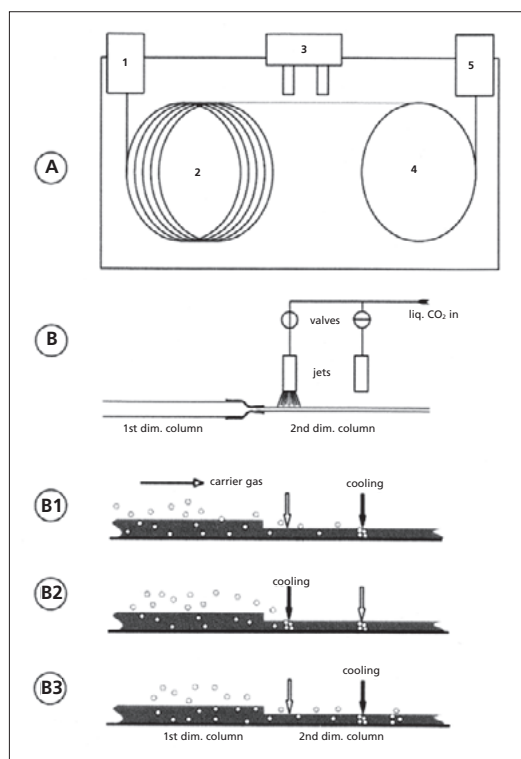 1
3
5
A
2
4
B
valves
liq. CO₂ in
jets
1st dim. column
2nd dim. column
B1
carrier gas
cooling
B2
cooling
B3
cooling
1st dim. column
2nd dim. column